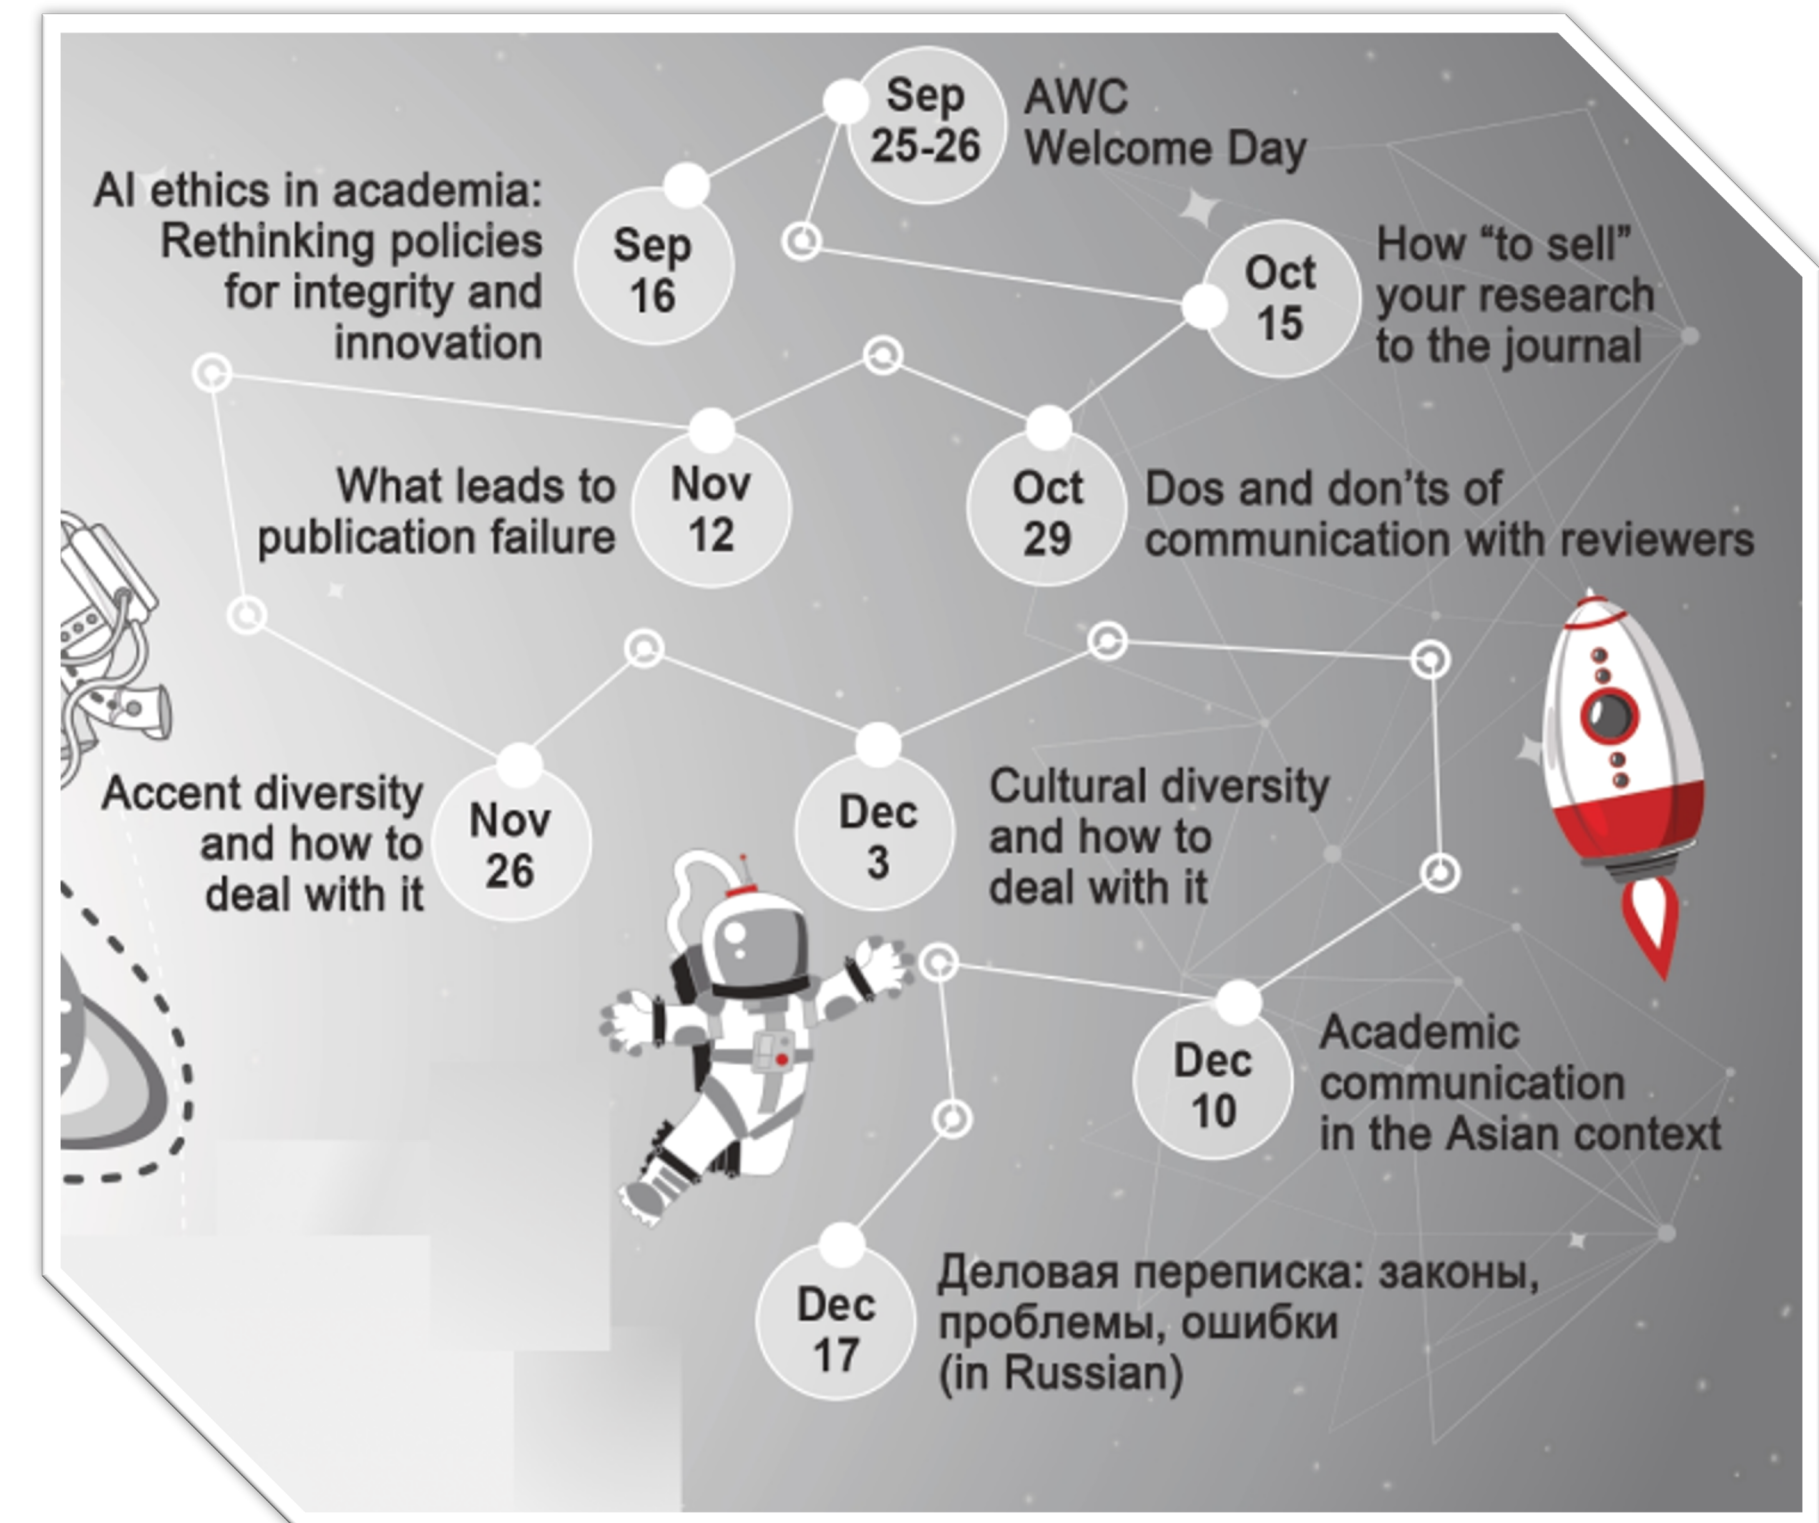 Sep
25-26
AWC
Welcome Day
AI ethics in academia:
Rethinking policies
for integrity and
innovation
Sep
16
Oct
15
How “to sell”
your research
to the journal
What leads to
publication failure
Nov
12
Oct
29
Dos and don’ts of
communication with reviewers
Accent diversity
and how to
deal with it
Nov
26
Dec
3
Cultural diversity
and how to
deal with it
Dec
10
Academic
communication
in the Asian context
Dec
17
Деловая переписка: законы,
проблемы, ошибки
(in Russian)